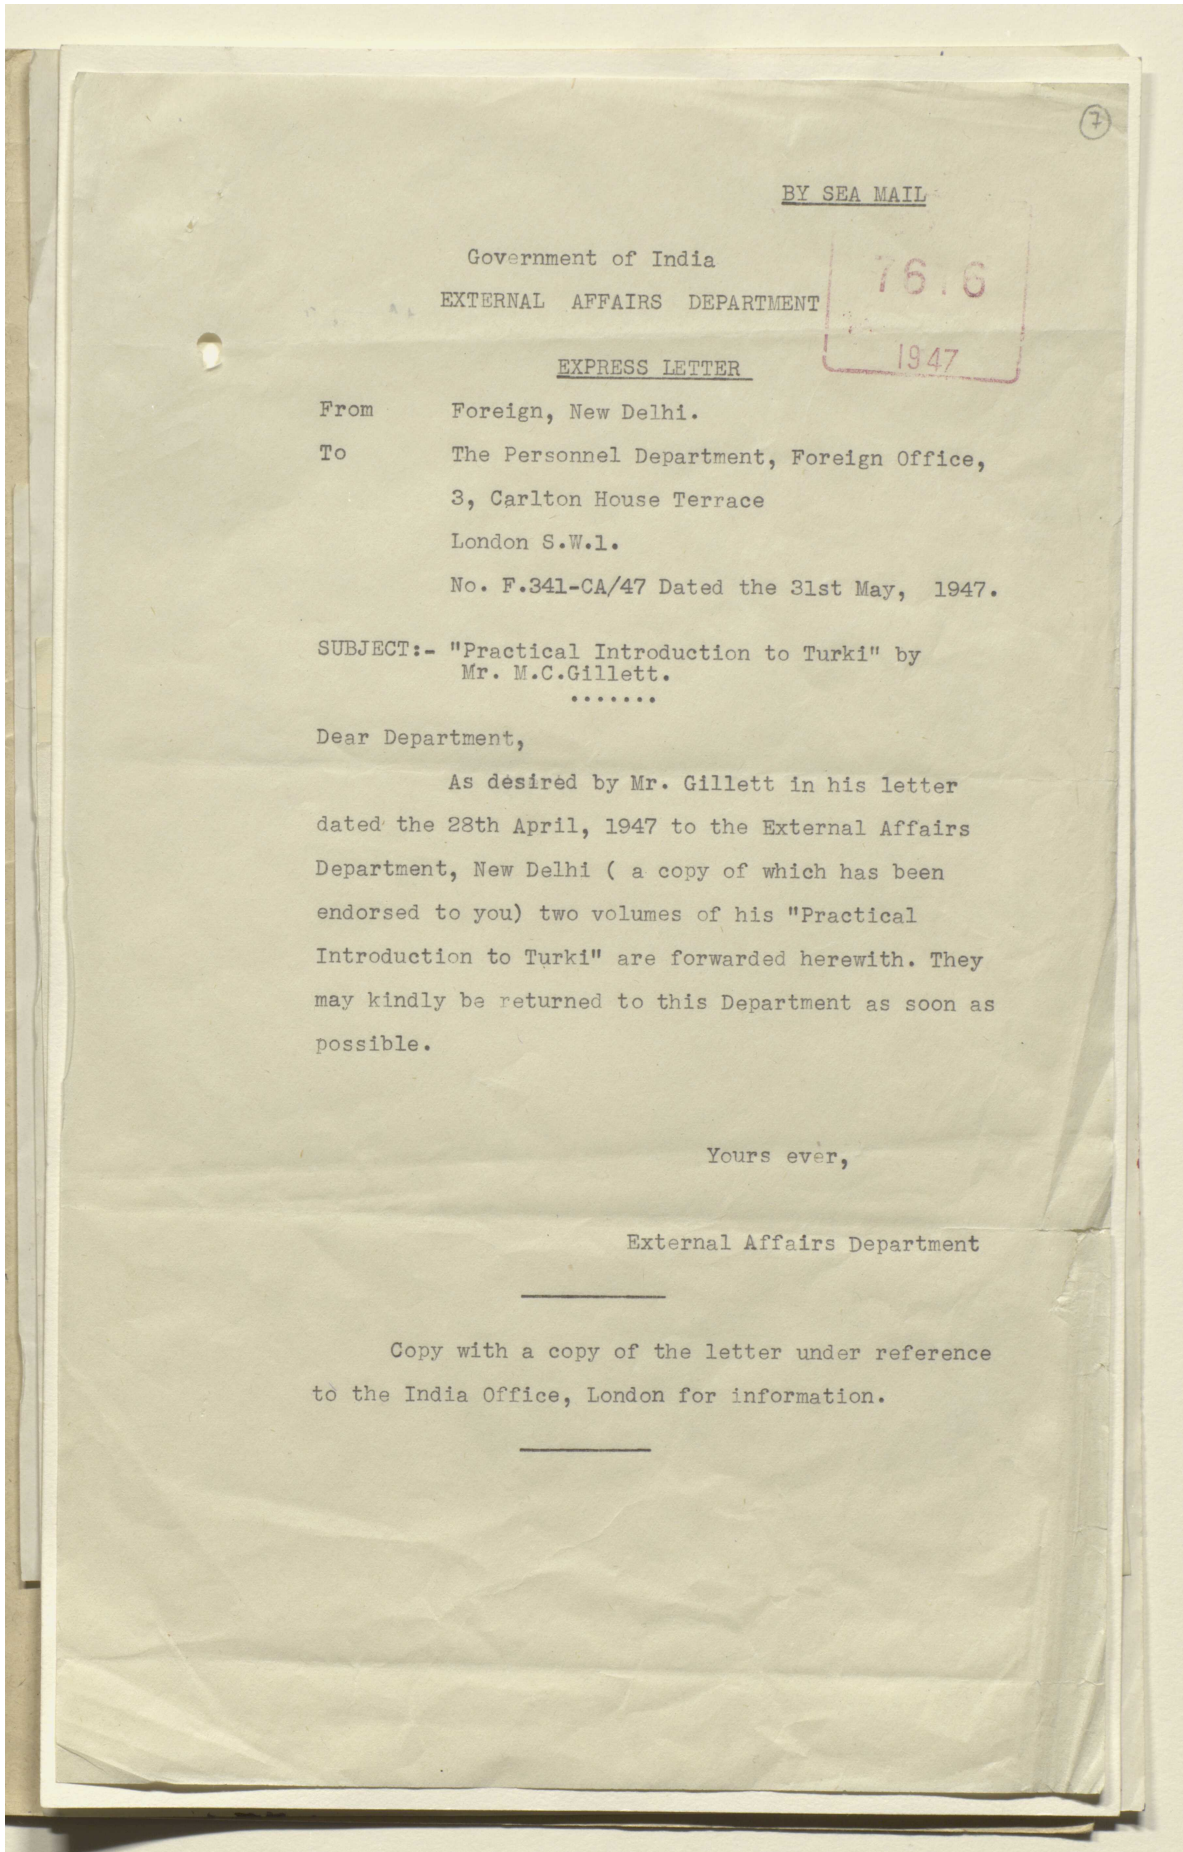 7
BY SEA MAIL
Government of India
EXTERNAL AFFAIRS DEPARTMENT
1947
EXPRESS LETTER
From Foreign, New Delhi.
To The Personnel Department, Foreign Office,
3, Carlton House Terrace
London S.W.1.
No. F.341-CA/47 Dated the 31st May, 1947.
SUBJECT:- "Practical Introduction to Turki" by
Mr. M.C.Gillett.
.......
Dear Department,
As desired by Mr. Gillett in his letter
dated the 28th April, 1947 to the External Affairs
Department, New Delhi ( a copy of which has been
endorsed to you) two volumes of his "Practical
Introduction to Turki" are forwarded herewith. They
may kindly be returned to this Department as soon as
possible.
Yours ever,
External Affairs Department
Copy with a copy of the letter under reference
to the India Office, London for information.